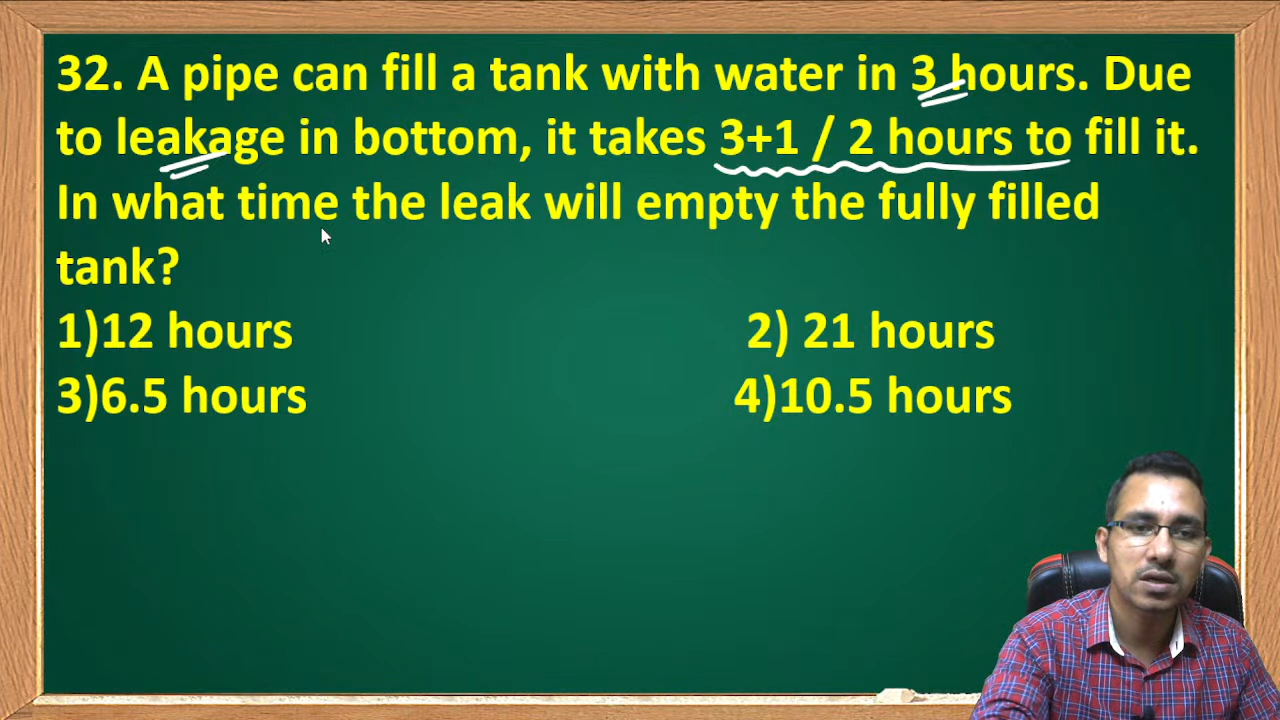 32. A pipe can fill a tank with water in 3 hours. Due
to leakage in bottom, it takes 3+1 / 2 hours to fill it.
In what time the leak will empty the fully filled
tank?
1)12 hours 2) 21 hours
3)6.5 hours 4)10.5 hours